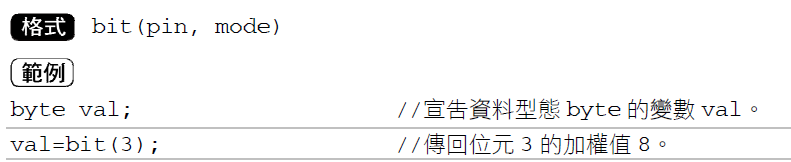 格式 bit(pin, mode)
範例
byte val; //宣告資料型態 byte 的變數 val。
val=bit(3); //傳回位元 3 的加權值 8。